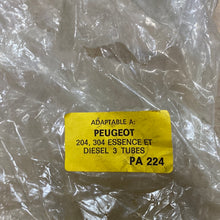 ADAPTABLE A:
PEUGEOT
204, 304 ESSENCE ET
DIESEL 3 TUBES
PA 224